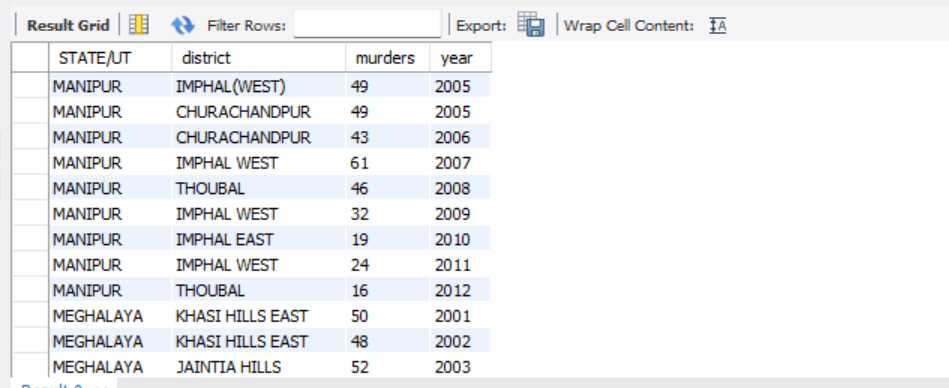 Result Grid Filter Rows: Export: Wrap Cell Content: IA
STATE/UT district murders year
MANIPUR IMPHAL(WEST) 49 2005
MANIPUR CHURACHANDPUR 49 2005
MANIPUR CHURACHANDPUR 43 2006
MANIPUR IMPHAL WEST 61 2007
MANIPUR THOUBAL 46 2008
MANIPUR IMPHAL WEST 32 2009
MANIPUR IMPHAL EAST 19 2010
MANIPUR IMPHAL WEST 24 2011
MANIPUR THOUBAL 16 2012
MEGHALAYA KHASI HILLS EAST 50 2001
MEGHALAYA KHASI HILLS EAST 48 2002
MEGHALAYA JAINTIA HILLS 52 2003